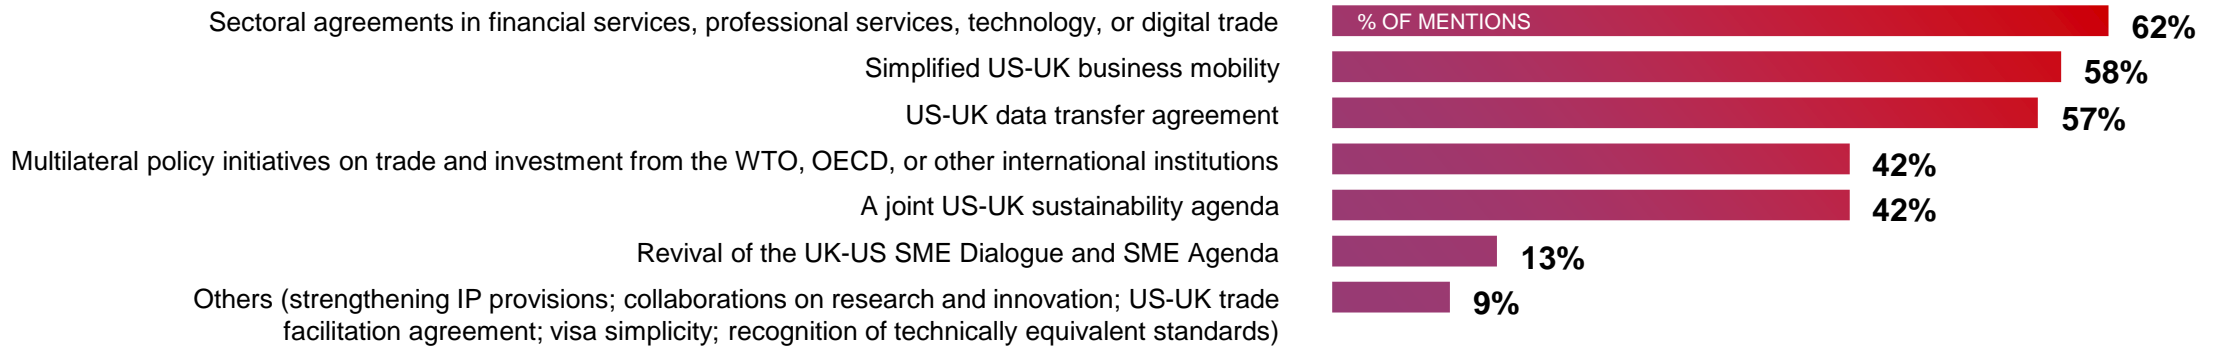 Sectoral agreements in financial services, professional services, technology, or digital trade
% OF MENTIONS
62%
Simplified US-UK business mobility
58%
US-UK data transfer agreement
57%
Multilateral policy initiatives on trade and investment from the WTO, OECD, or other international institutions
42%
A joint US-UK sustainability agenda
42%
Revival of the UK-US SME Dialogue and SME Agenda
13%
Others (strengthening IP provisions; collaborations on research and innovation; US-UK trade
facilitation agreement; visa simplicity; recognition of technically equivalent standards)
9%